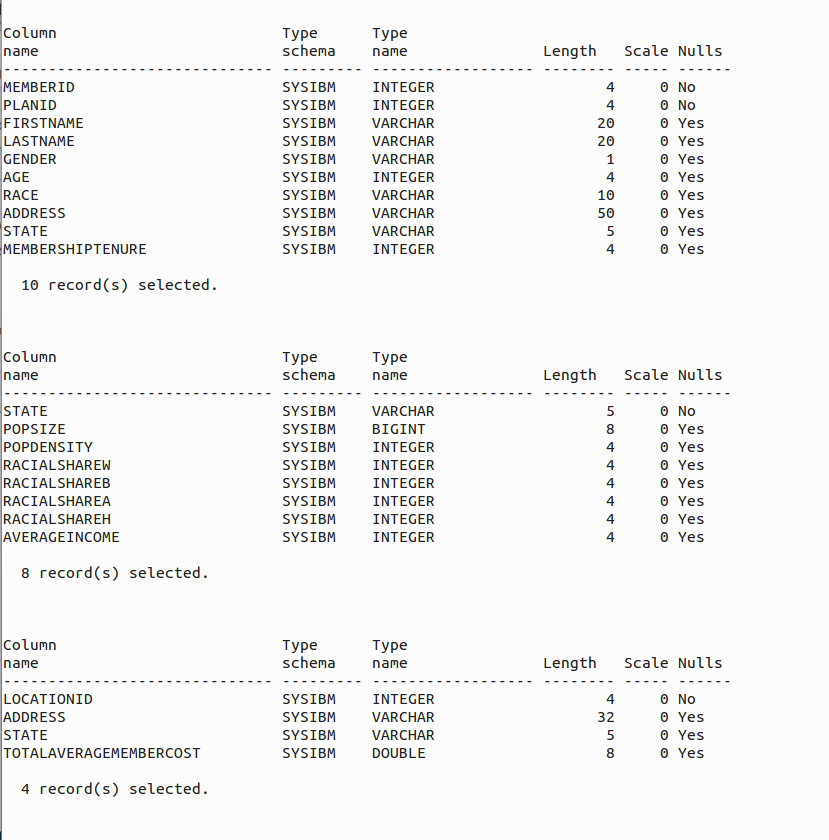 Column                         Type      Type
name                           schema    name               Length   Scale Nulls
------------------------------ --------- ------------------ -------- ----- ------
MEMBERID                       SYSIBM    INTEGER                   4     0 No
PLANID                         SYSIBM    INTEGER                   4     0 No
FIRSTNAME                      SYSIBM    VARCHAR                  20     0 Yes
LASTNAME                       SYSIBM    VARCHAR                  20     0 Yes
GENDER                         SYSIBM    VARCHAR                   1     0 Yes
AGE                            SYSIBM    INTEGER                   4     0 Yes
RACE                           SYSIBM    VARCHAR                  10     0 Yes
ADDRESS                        SYSIBM    VARCHAR                  50     0 Yes
STATE                          SYSIBM    VARCHAR                   5     0 Yes
MEMBERSHIPTENURE               SYSIBM    INTEGER                   4     0 Yes
  10 record(s) selected.
Column                         Type      Type
name                           schema    name               Length   Scale Nulls
------------------------------ --------- ------------------ -------- ----- ------
STATE                          SYSIBM    VARCHAR                   5     0 No
POPSIZE                        SYSIBM    BIGINT                    8     0 Yes
POPDENSITY                     SYSIBM    INTEGER                   4     0 Yes
RACIALSHAREW                   SYSIBM    INTEGER                   4     0 Yes
RACIALSHAREB                   SYSIBM    INTEGER                   4     0 Yes
RACIALSHAREA                   SYSIBM    INTEGER                   4     0 Yes
RACIALSHAREH                   SYSIBM    INTEGER                   4     0 Yes
AVERAGEINCOME                  SYSIBM    INTEGER                   4     0 Yes
  8 record(s) selected.
Column                         Type      Type
name                           schema    name               Length   Scale Nulls
------------------------------ --------- ------------------ -------- ----- ------
LOCATIONID                     SYSIBM    INTEGER                   4     0 No
ADDRESS                        SYSIBM    VARCHAR                  32     0 Yes
STATE                          SYSIBM    VARCHAR                   5     0 Yes
TOTALAVERAGEMEMBERCOST         SYSIBM    DOUBLE                    8     0 Yes
  4 record(s) selected.